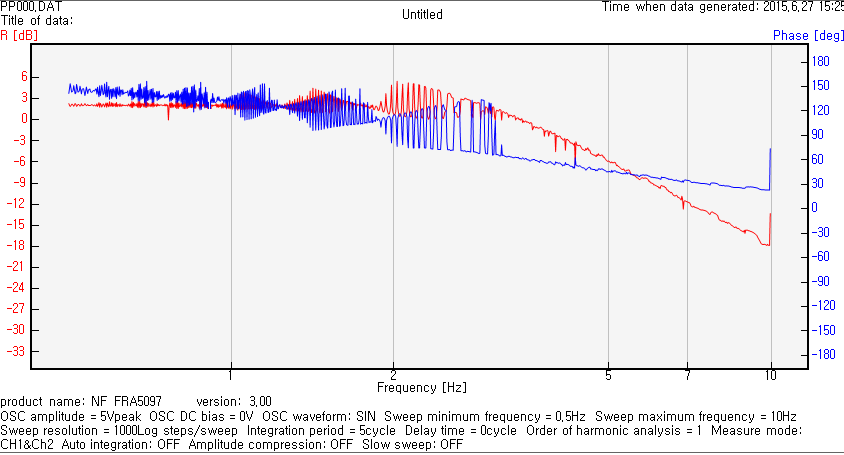 PP000.DAT Time when data generated: 2015,6,27 15:25
Title of data: Untitled
R [dB] Phase [deg]
6 180
3 150
0 120
-3 90
-6 60
-9 30
-12 0
-15 -30
-18 -60
-21 -90
-24 -120
-27 -150
-30 -180
-33
1 2 5 7 10
Frequency [Hz]
product name: NF FRA5097 version: 3,00
OSC amplitude = 5Vpeak OSC DC bias = 0V OSC waveform: SIN Sweep minimum frequency = 0,5Hz Sweep maximum frequency = 10Hz
Sweep resolution = 1000Log steps/sweep Integration period = 5cycle Delay time = 0cycle Order of harmonic analysis = 1 Measure mode:
CH1&Ch2 Auto integration: OFF Amplitude compression: OFF Slow sweep: OFF